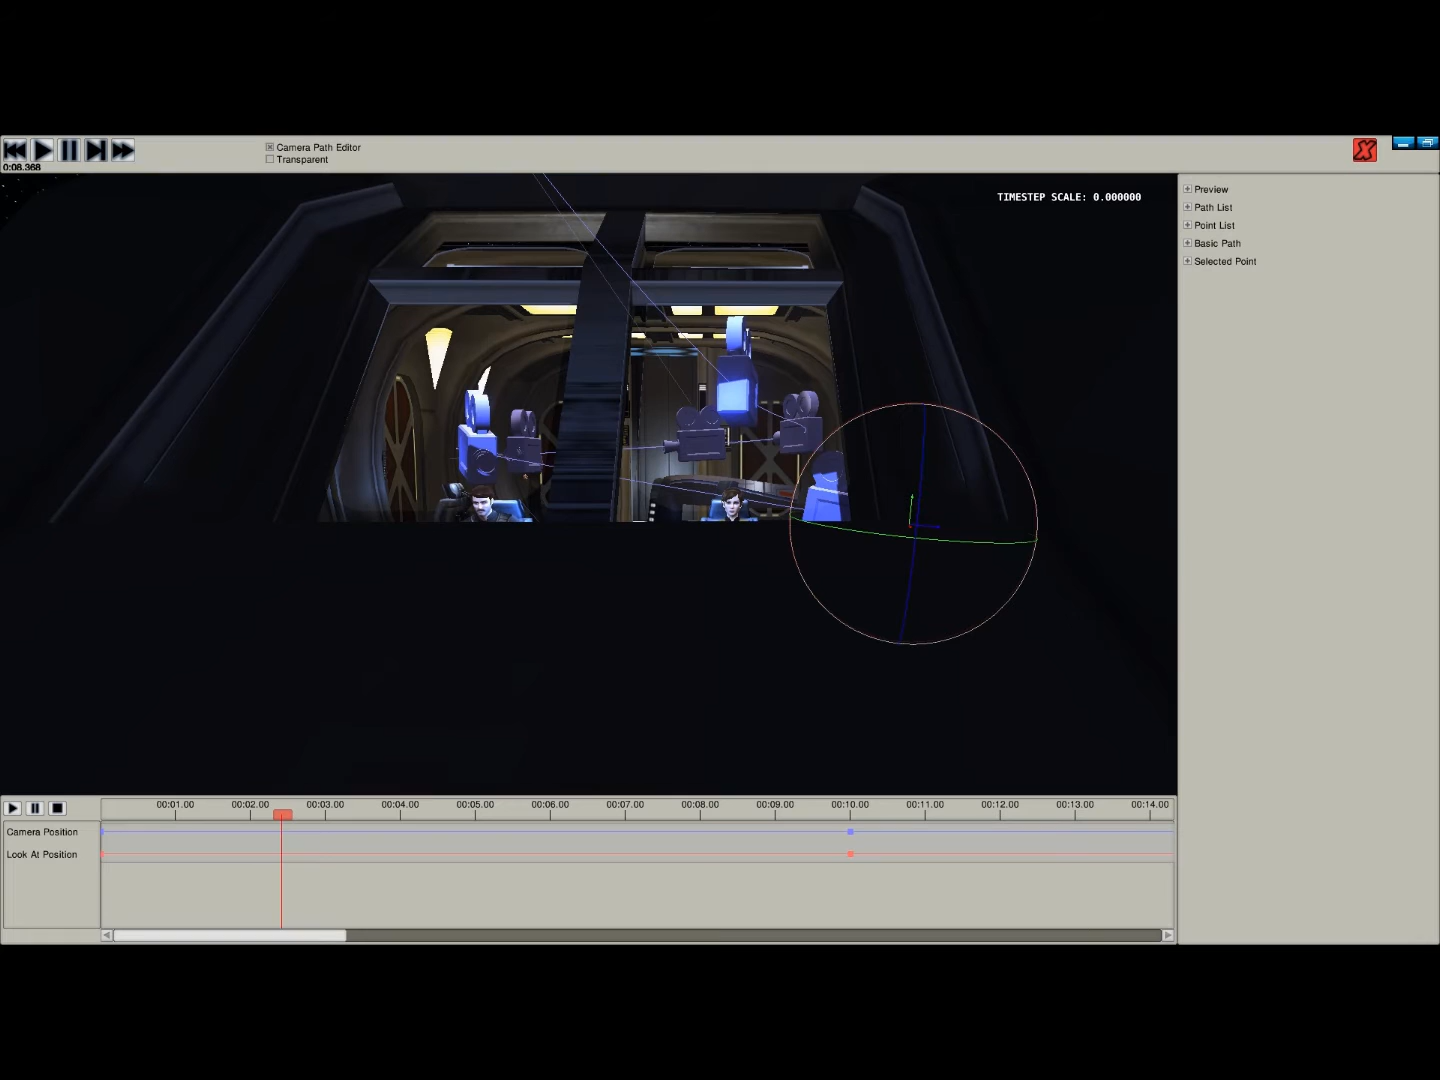 Camera Path Editor
Transparent
0:08.368
TIMESTEP SCALE: 0.000000
Preview
Path List
Point List
Basic Path
Selected Point
00:01.00 00:02.00 00:03.00 00:04.00 00:05.00 00:06.00 00:07.00 00:08.00 00:09.00 00:10.00 00:11.00 00:12.00 00:13.00 00:14.00
Camera Position
Look At Position